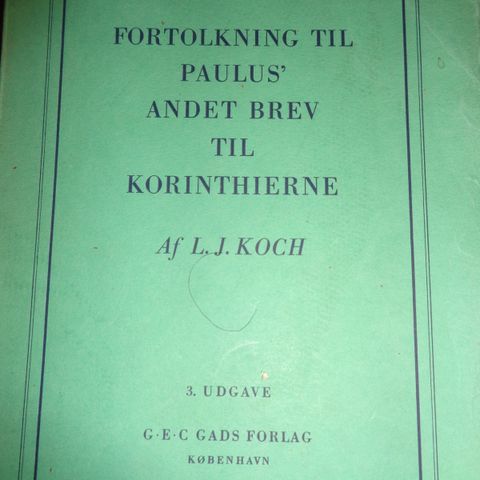 FORTOLKNING TIL
PAULUS'
ANDET BREV
TIL
KORINTHIERNE
Af L. J. KOCH
3. UDGAVE
G·E·C GADS FORLAG
KØBENHAVN